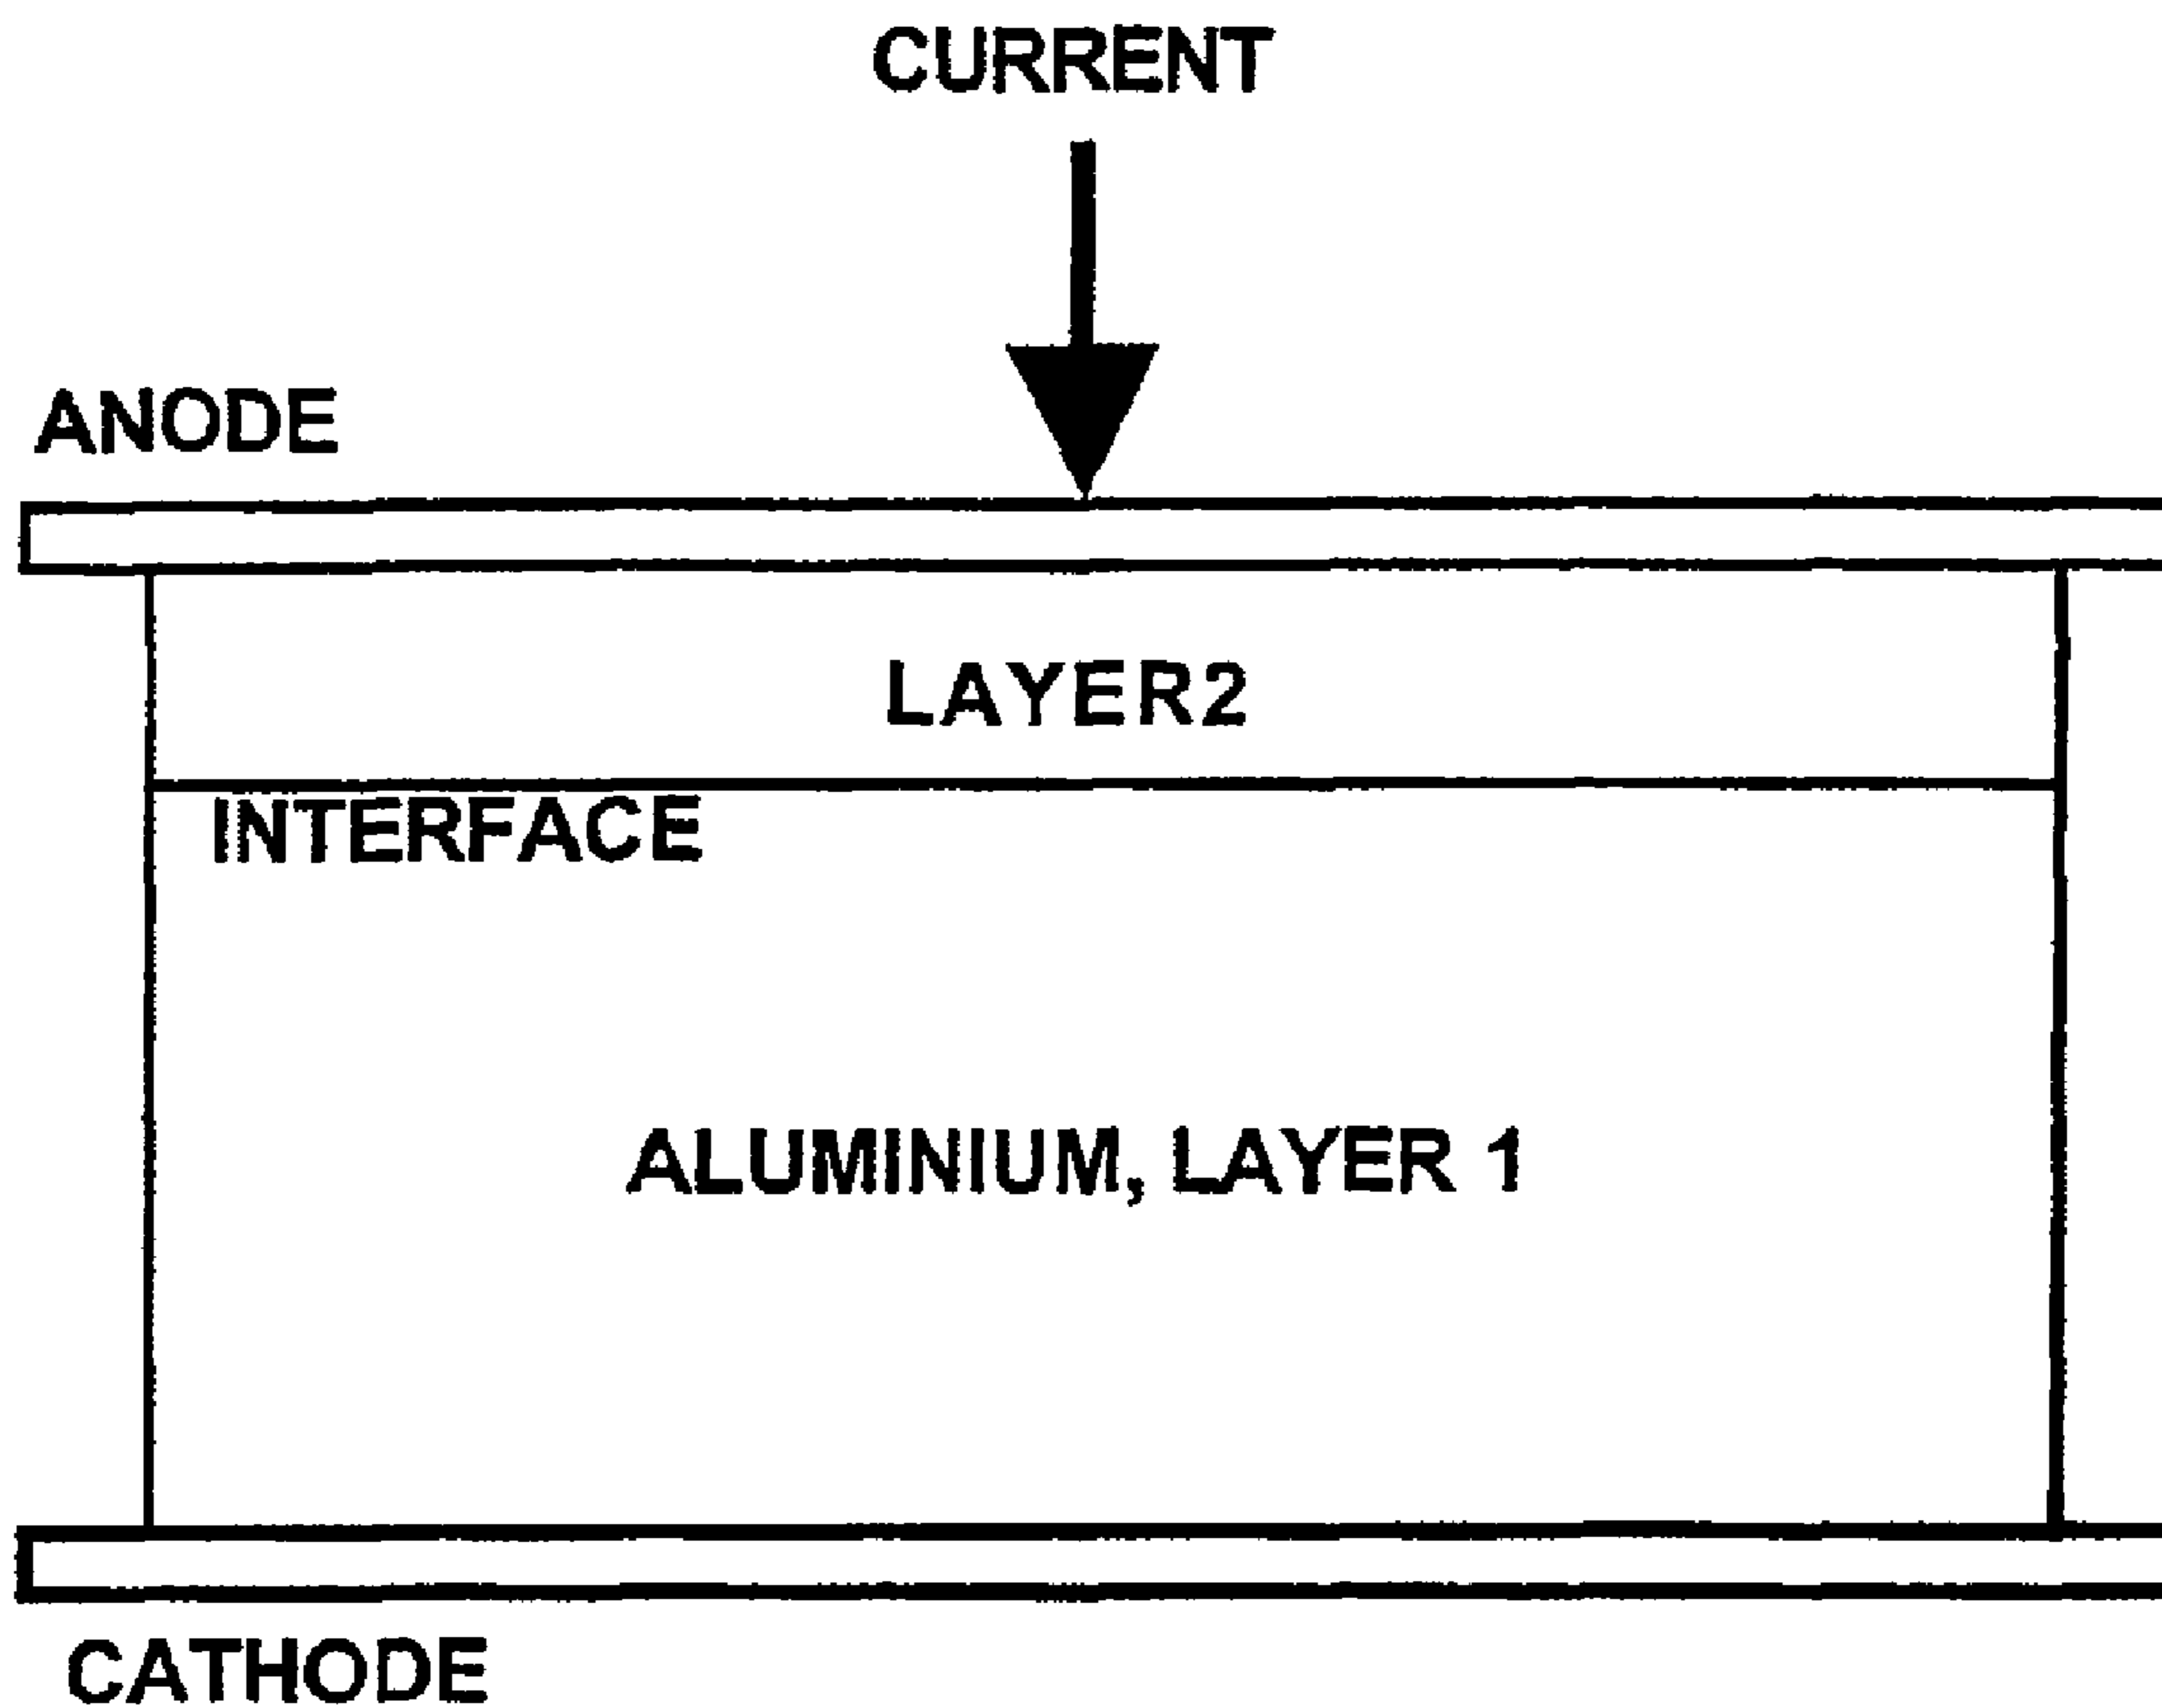 CURRENT
ANODE
LAYER2
INTERFACE
ALUMINIUM, LAYER 1
CATHODE